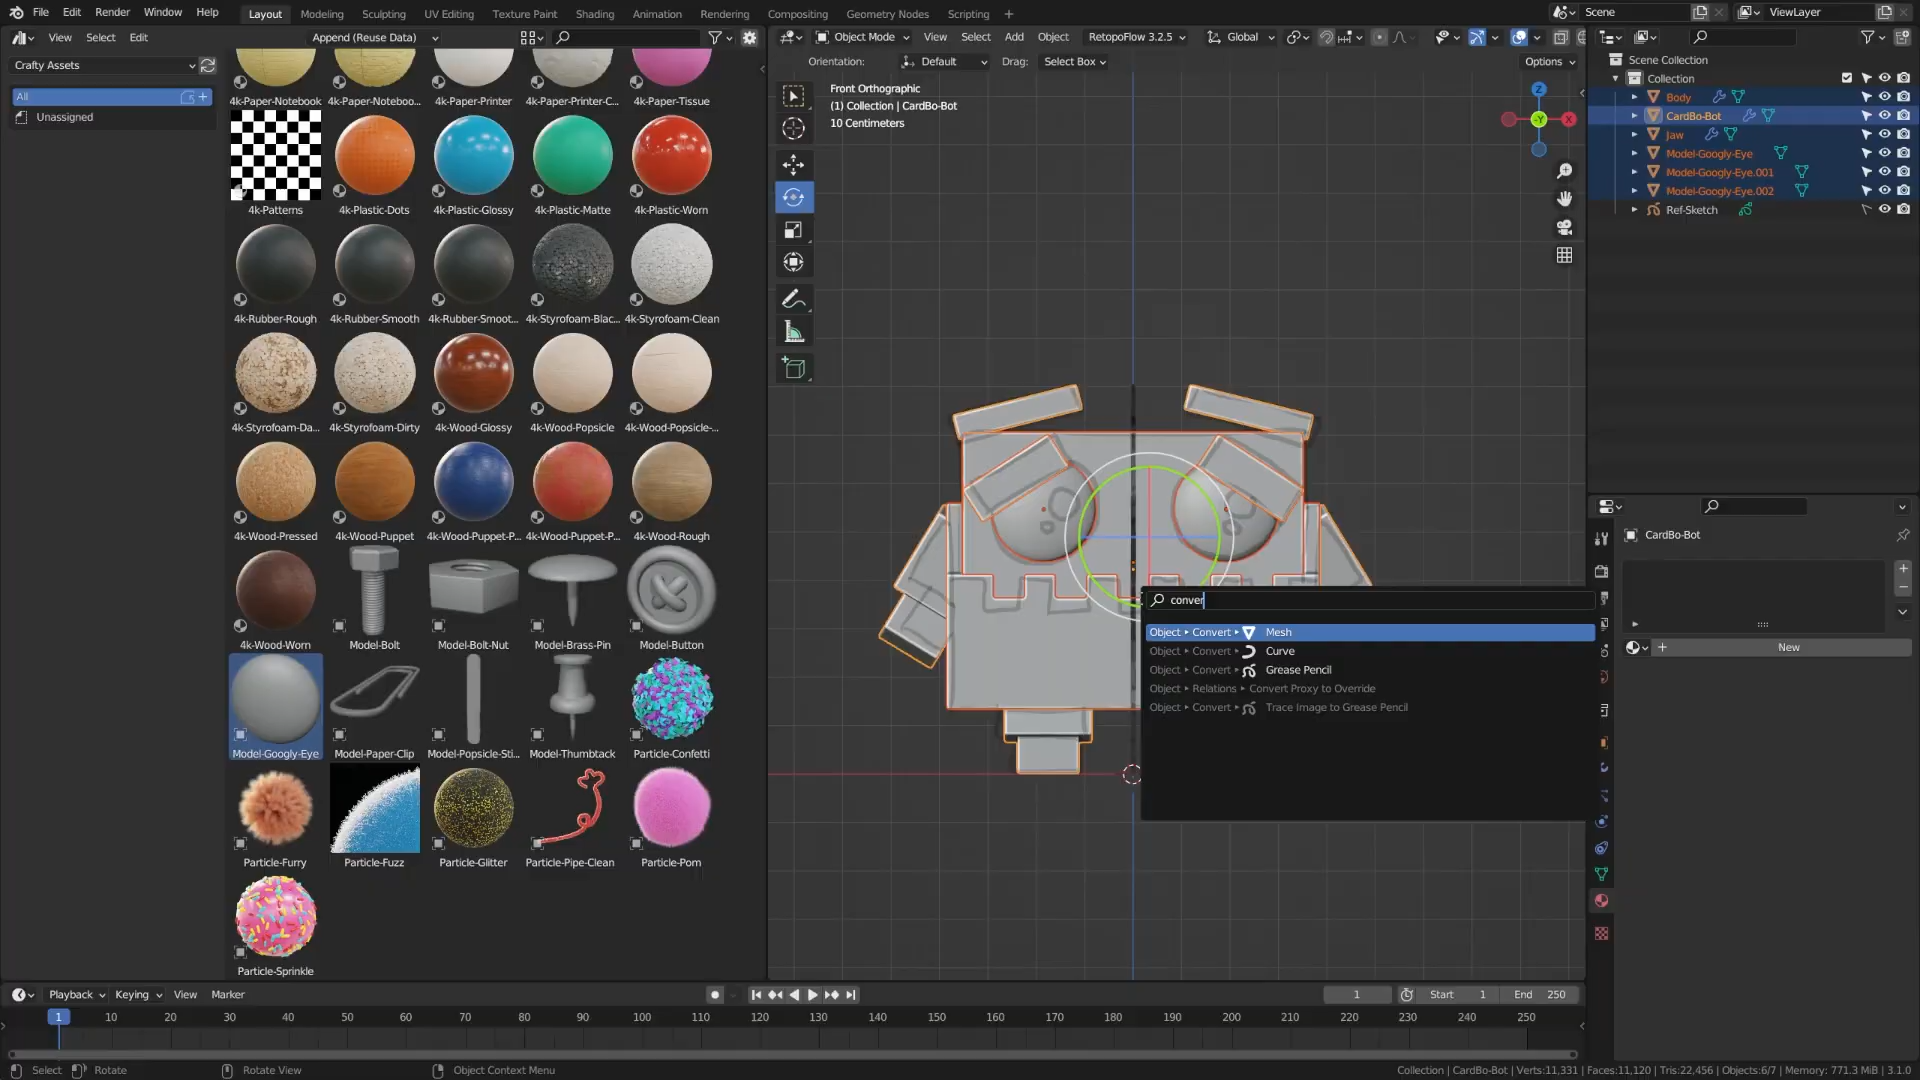 File Edit Render Window Help
Layout Modeling Sculpting UV Editing Texture Paint Shading Animation Rendering Compositing Geometry Nodes Scripting +
Scene
ViewLayer
View Select Edit
Append (Reuse Data)
Object Mode View Select Add Object RetopoFlow 3.2.5 Global
Orientation: Default Drag: Select Box
Options
Crafty Assets
All
Unassigned
4k-Paper-Notebook 4k-Paper-Noteboo... 4k-Paper-Printer 4k-Paper-Printer-C... 4k-Paper-Tissue
4k-Patterns 4k-Plastic-Dots 4k-Plastic-Glossy 4k-Plastic-Matte 4k-Plastic-Worn
4k-Rubber-Rough 4k-Rubber-Smooth 4k-Rubber-Smoot... 4k-Styrofoam-Blac... 4k-Styrofoam-Clean
4k-Styrofoam-Da... 4k-Styrofoam-Dirty 4k-Wood-Glossy 4k-Wood-Popsicle 4k-Wood-Popsicle-...
4k-Wood-Pressed 4k-Wood-Puppet 4k-Wood-Puppet-P... 4k-Wood-Puppet-P... 4k-Wood-Rough
4k-Wood-Worn Model-Bolt Model-Bolt-Nut Model-Brass-Pin Model-Button
Model-Googly-Eye Model-Paper-Clip Model-Popsicle-Sti... Model-Thumbtack Particle-Confetti
Particle-Furry Particle-Fuzz Particle-Glitter Particle-Pipe-Clean Particle-Pom
Particle-Sprinkle
Front Orthographic
(1) Collection | CardBo-Bot
10 Centimeters
Z
-Y
X
conver
Object ▸ Convert ▸ Mesh
Object ▸ Convert ▸ Curve
Object ▸ Convert ▸ Grease Pencil
Object ▸ Relations ▸ Convert Proxy to Override
Object ▸ Convert ▸ Trace Image to Grease Pencil
Scene Collection
Collection
Body
CardBo-Bot
Jaw
Model-Googly-Eye
Model-Googly-Eye.001
Model-Googly-Eye.002
Ref-Sketch
CardBo-Bot
New
Playback Keying View Marker
1
Start 1 End 250
1 10 20 30 40 50 60 70 80 90 100 110 120 130 140 150 160 170 180 190 200 210 220 230 240 250
Select Rotate Rotate View Object Context Menu
Collection | CardBo-Bot | Verts:11,331 | Faces:11,120 | Tris:22,456 | Objects:6/7 | Memory: 771.3 MiB | 3.1.0